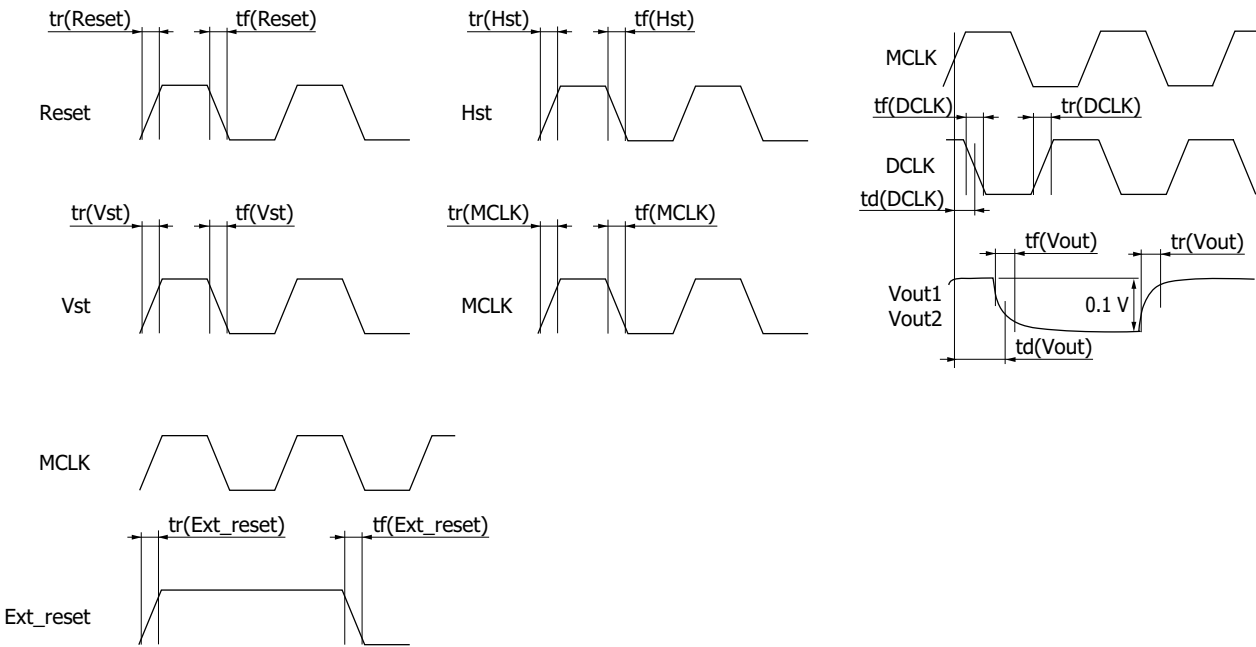 tr(Reset)
tf(Reset)
Reset
tr(Hst)
tf(Hst)
Hst
MCLK
tf(DCLK)
tr(DCLK)
DCLK
td(DCLK)
tr(Vst)
tf(Vst)
Vst
tr(MCLK)
tf(MCLK)
MCLK
tf(Vout)
tr(Vout)
Vout1
Vout2
0.1 V
td(Vout)
MCLK
tr(Ext_reset)
tf(Ext_reset)
Ext_reset